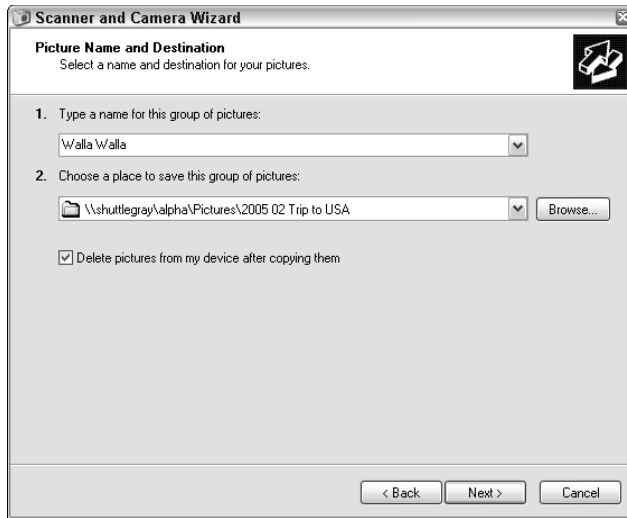 Scanner and Camera Wizard
Picture Name and Destination
Select a name and destination for your pictures.
1. Type a name for this group of pictures:
Walla Walla
2. Choose a place to save this group of pictures:
\\shuttlegray\alpha\Pictures\2005 02 Trip to USA
Browse...
Delete pictures from my device after copying them
< Back
Next >
Cancel